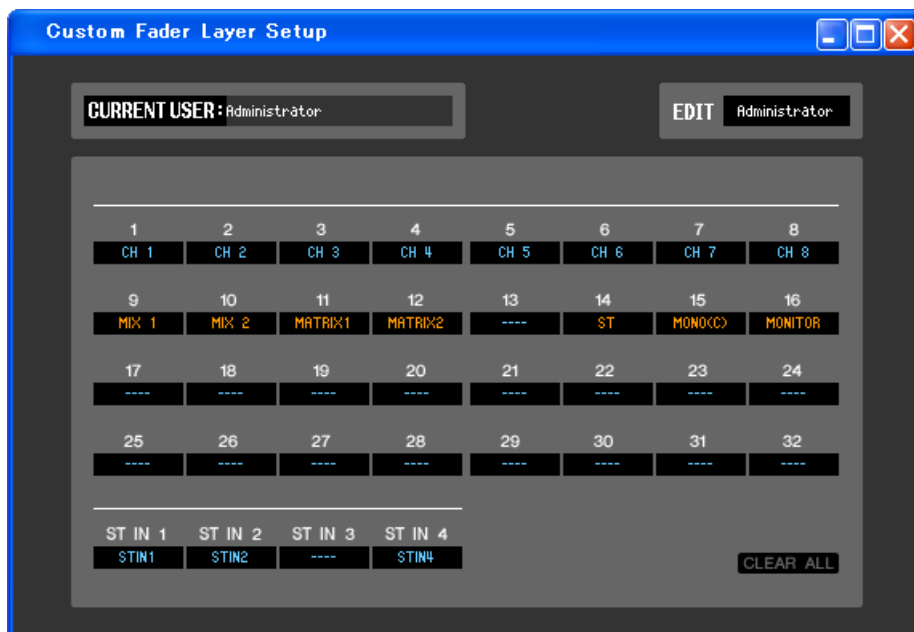 Custom Fader Layer Setup
CURRENT USER: Administrator
EDIT Administrator
1 2 3 4 5 6 7 8
CH 1 CH 2 CH 3 CH 4 CH 5 CH 6 CH 7 CH 8
9 10 11 12 13 14 15 16
MIX 1 MIX 2 MATRIX1 MATRIX2 ---- ST MONO(C) MONITOR
17 18 19 20 21 22 23 24
---- ---- ---- ---- ---- ---- ---- ----
25 26 27 28 29 30 31 32
---- ---- ---- ---- ---- ---- ---- ----
ST IN 1 ST IN 2 ST IN 3 ST IN 4
STIN1 STIN2 ---- STIN4
CLEAR ALL